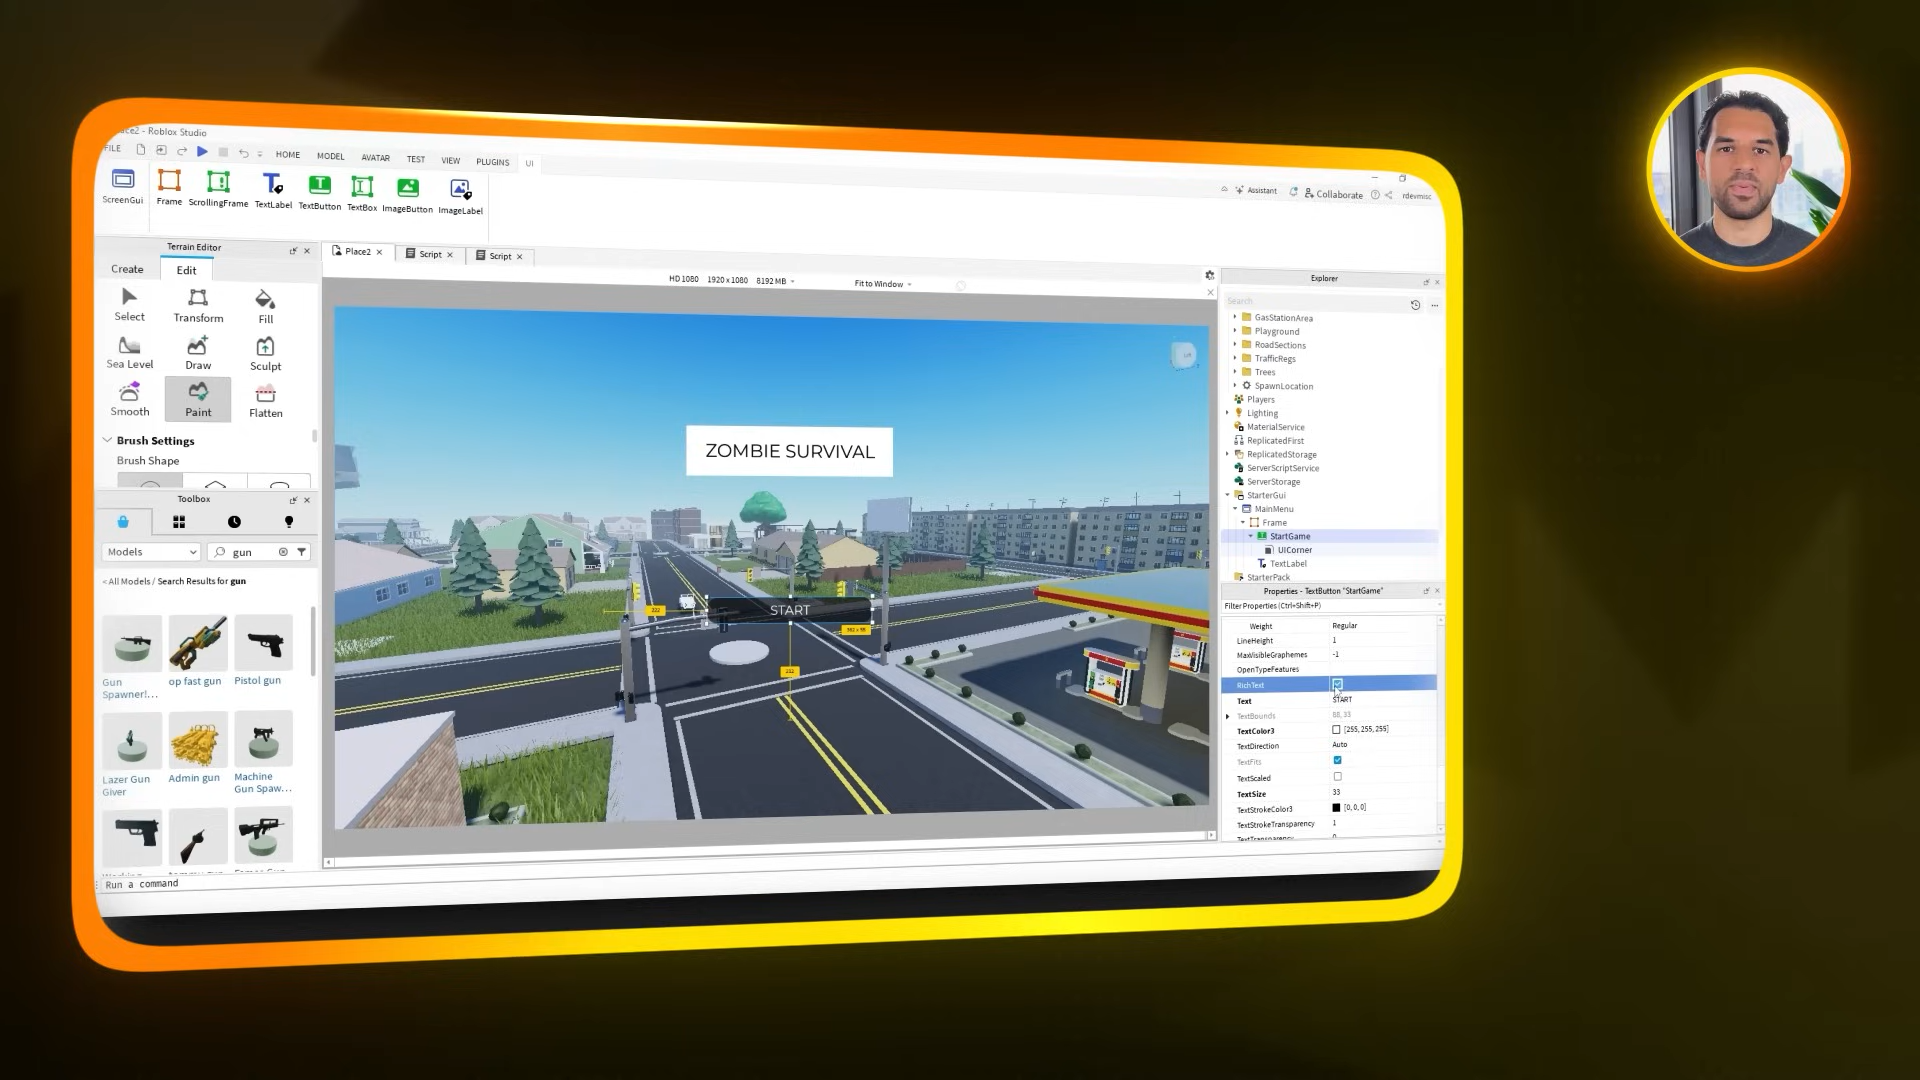 ace2 - Roblox Studio
FILE HOME MODEL AVATAR TEST VIEW PLUGINS UI
ScreenGui Frame ScrollingFrame TextLabel TextButton TextBox ImageButton ImageLabel
Assistant Collaborate rdevmisc
Terrain Editor
Create Edit
Select Transform Fill
Sea Level Draw Sculpt
Smooth Paint Flatten
Brush Settings
Brush Shape
Toolbox
Models gun
< All Models / Search Results for gun
Gun Spawner!... op fast gun Pistol gun
Lazer Gun Giver Admin gun Machine Gun Spaw...
Run a command
Place2 Script Script
HD 1080 1920 x 1080 8192 MB Fit to Window
ZOMBIE SURVIVAL
START
222
222
Explorer
Search
GasStationArea
Playground
RoadSections
TrafficRegs
Trees
SpawnLocation
Players
Lighting
MaterialService
ReplicatedFirst
ReplicatedStorage
ServerScriptService
ServerStorage
StarterGui
MainMenu
Frame
StartGame
UICorner
TextLabel
StarterPack
Properties - TextButton "StartGame"
Filter Properties (Ctrl+Shift+P)
Weight Regular
LineHeight 1
MaxVisibleGraphemes -1
OpenTypeFeatures
RichText
Text START
TextBounds
TextColor3 [255,255,255]
TextDirection Auto
TextFits
TextScaled
TextSize 33
TextStrokeColor3 [0,0,0]
TextStrokeTransparency 1
TextTransparency 0